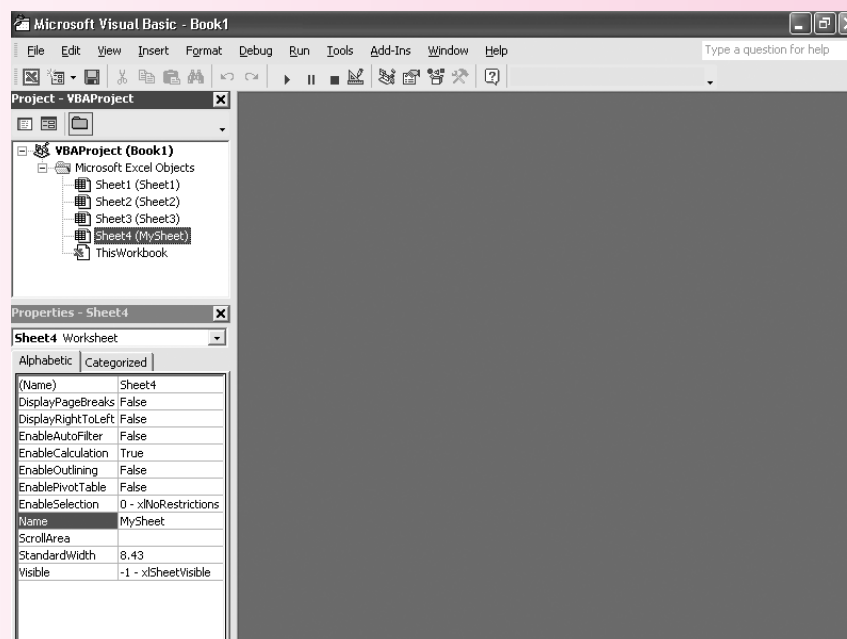 Microsoft Visual Basic - Book1
File Edit View Insert Format Debug Run Tools Add-Ins Window Help
Type a question for help
Project - VBAProject
VBAProject (Book1)
Microsoft Excel Objects
Sheet1 (Sheet1)
Sheet2 (Sheet2)
Sheet3 (Sheet3)
Sheet4 (MySheet)
ThisWorkbook
Properties - Sheet4
Sheet4 Worksheet
Alphabetic Categorized
(Name) Sheet4
DisplayPageBreaks False
DisplayRightToLeft False
EnableAutoFilter False
EnableCalculation True
EnableOutlining False
EnablePivotTable False
EnableSelection 0 - xlNoRestrictions
Name MySheet
ScrollArea
StandardWidth 8.43
Visible -1 - xlSheetVisible